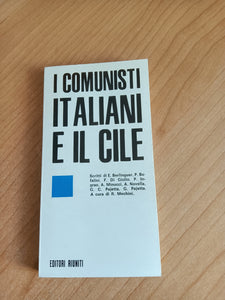 I COMUNISTI
ITALIANI
E IL CILE
Scritti di E. Berlinguer, P. Bu-
falini, F. Di Giulio, P. In-
grao, A. Minucci, A. Novella,
G. C. Pajetta, G. Pajetta.
A cura di R. Mechini.
EDITORI RIUNITI